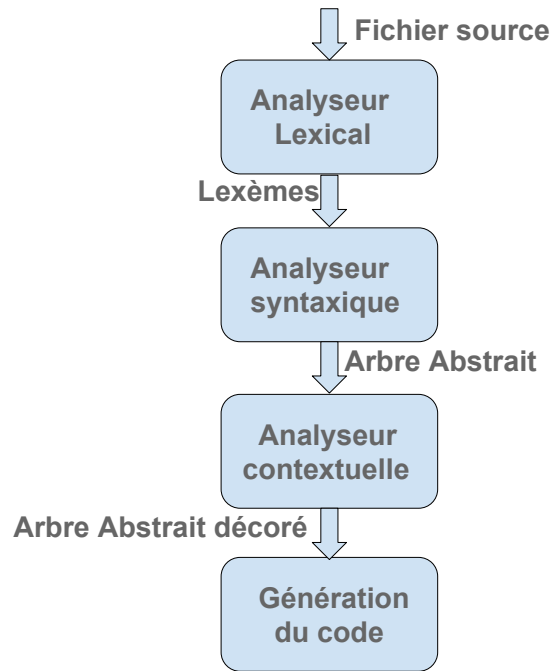 Fichier source
Analyseur
Lexical
Lexèmes
Analyseur
syntaxique
Arbre Abstrait
Analyseur
contextuelle
Arbre Abstrait décoré
Génération
du code